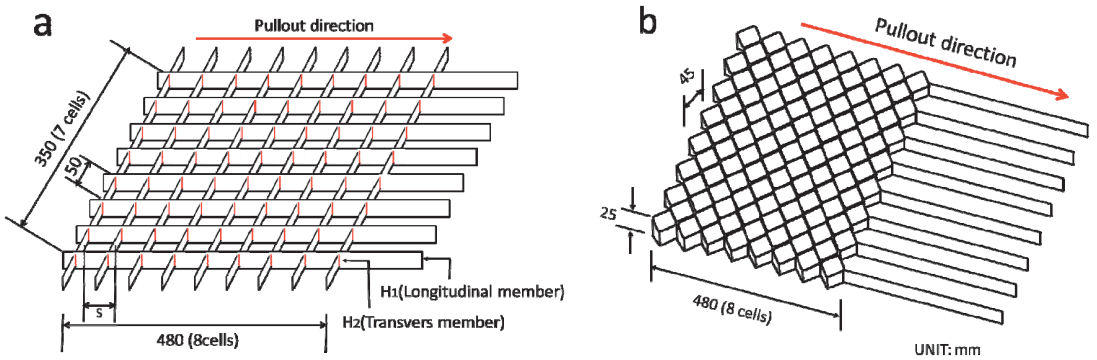 a
Pullout direction
350 (7 cells)
50
s
H1(Longitudinal member)
H2(Transvers member)
480 (8cells)
b
Pullout direction
45
25
480 (8 cells)
UNIT: mm